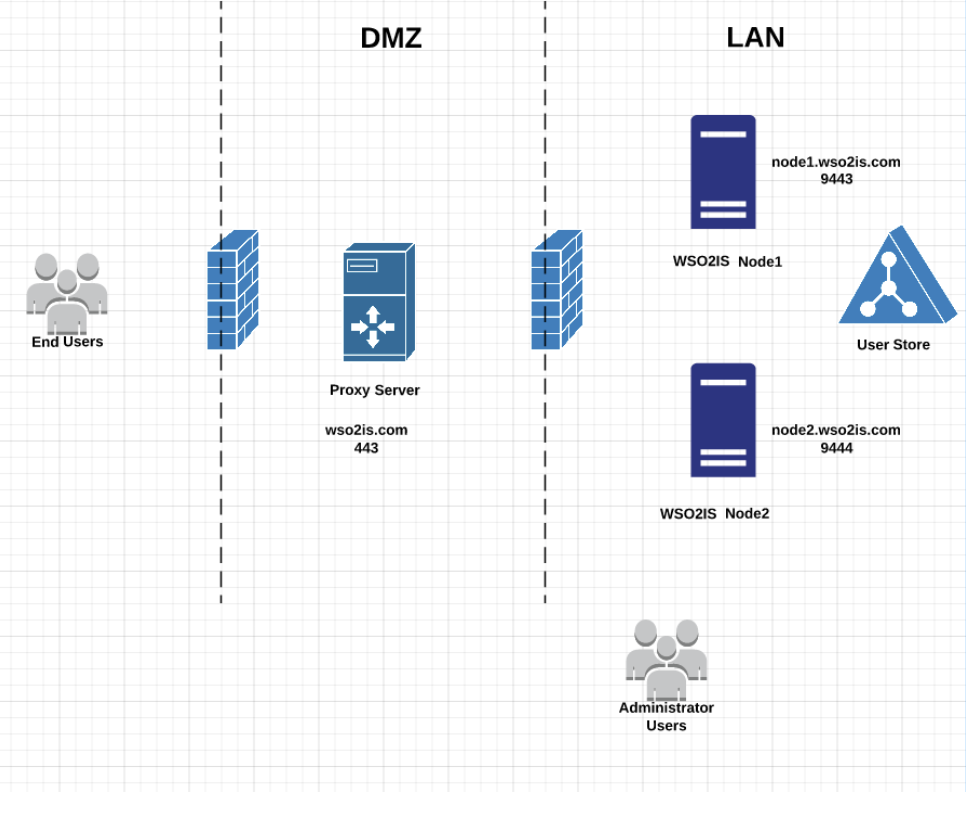 DMZ
LAN
node1.wso2is.com
9443
WSO2IS Node1
End Users
User Store
Proxy Server
wso2is.com
443
node2.wso2is.com
9444
WSO2IS Node2
Administrator
Users